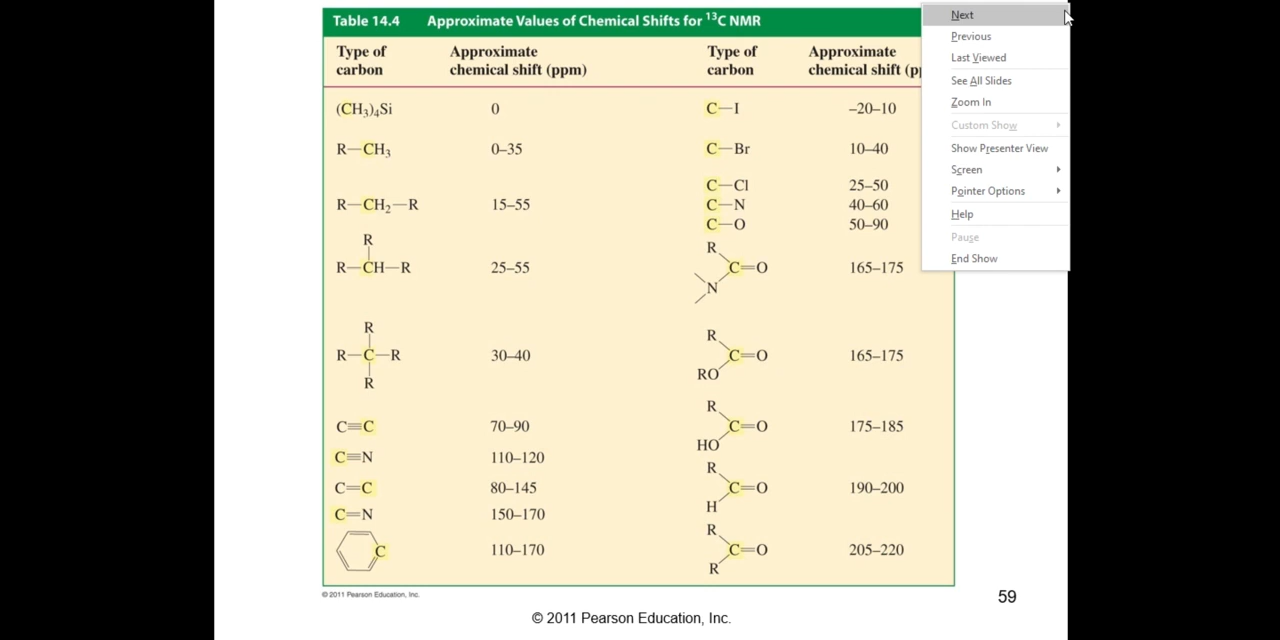 Table 14.4 Approximate Values of Chemical Shifts for ¹³C NMR
Type of carbon Approximate chemical shift (ppm) Type of carbon Approximate chemical shift (p
(CH₃)₄Si 0 C—I –20–10
R—CH₃ 0–35 C—Br 10–40
C—Cl 25–50
R—CH₂—R 15–55 C—N 40–60
C—O 50–90
R
R—CH—R 25–55
R
C=O 165–175
N
R
R—C—R 30–40
R
R
C=O 165–175
RO
C≡C 70–90
R
C=O 175–185
HO
C≡N 110–120
C=C 80–145
R
C=O 190–200
H
C=N 150–170
C 110–170
R
C=O 205–220
R
© 2011 Pearson Education, Inc.
59
© 2011 Pearson Education, Inc.
Next
Previous
Last Viewed
See All Slides
Zoom In
Custom Show
Show Presenter View
Screen
Pointer Options
Help
Pause
End Show